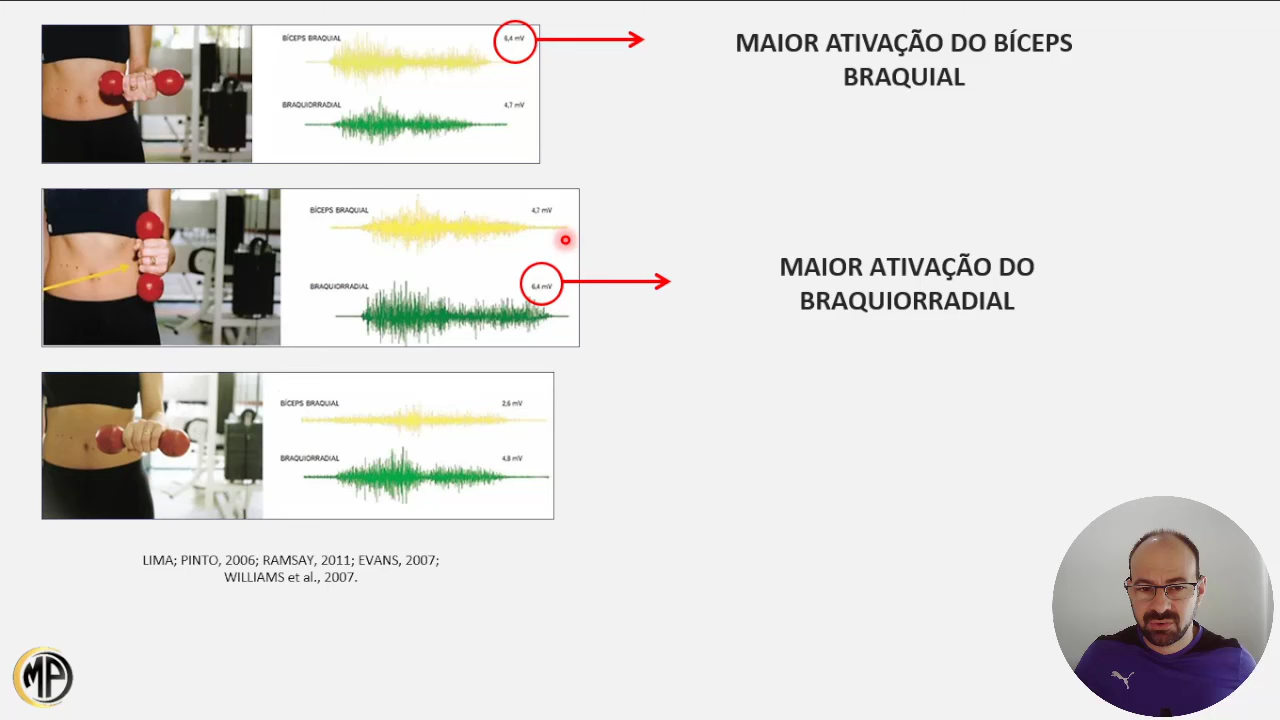 BÍCEPS BRAQUIAL 6,4 mV
BRAQUIORRADIAL 4,7 mV
MAIOR ATIVAÇÃO DO BÍCEPS
BRAQUIAL
BÍCEPS BRAQUIAL 4,7 mV
BRAQUIORRADIAL 6,4 mV
MAIOR ATIVAÇÃO DO
BRAQUIORRADIAL
BÍCEPS BRAQUIAL 2,6 mV
BRAQUIORRADIAL 4,8 mV
LIMA; PINTO, 2006; RAMSAY, 2011; EVANS, 2007;
WILLIAMS et al., 2007.
MP